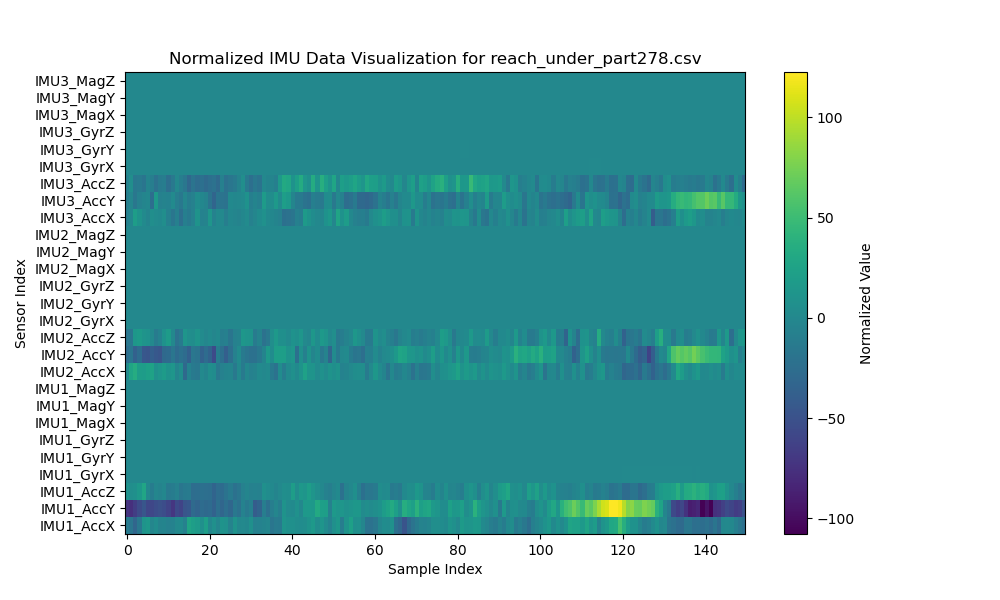 Normalized IMU Data Visualization for reach_under_part278.csv
IMU3_MagZ
IMU3_MagY
IMU3_MagX
IMU3_GyrZ
IMU3_GyrY
IMU3_GyrX
IMU3_AccZ
IMU3_AccY
IMU3_AccX
IMU2_MagZ
IMU2_MagY
IMU2_MagX
IMU2_GyrZ
IMU2_GyrY
IMU2_GyrX
IMU2_AccZ
IMU2_AccY
IMU2_AccX
IMU1_MagZ
IMU1_MagY
IMU1_MagX
IMU1_GyrZ
IMU1_GyrY
IMU1_GyrX
IMU1_AccZ
IMU1_AccY
IMU1_AccX
Sensor Index
0 20 40 60 80 100 120 140
Sample Index
100
50
0
−50
−100
Normalized Value